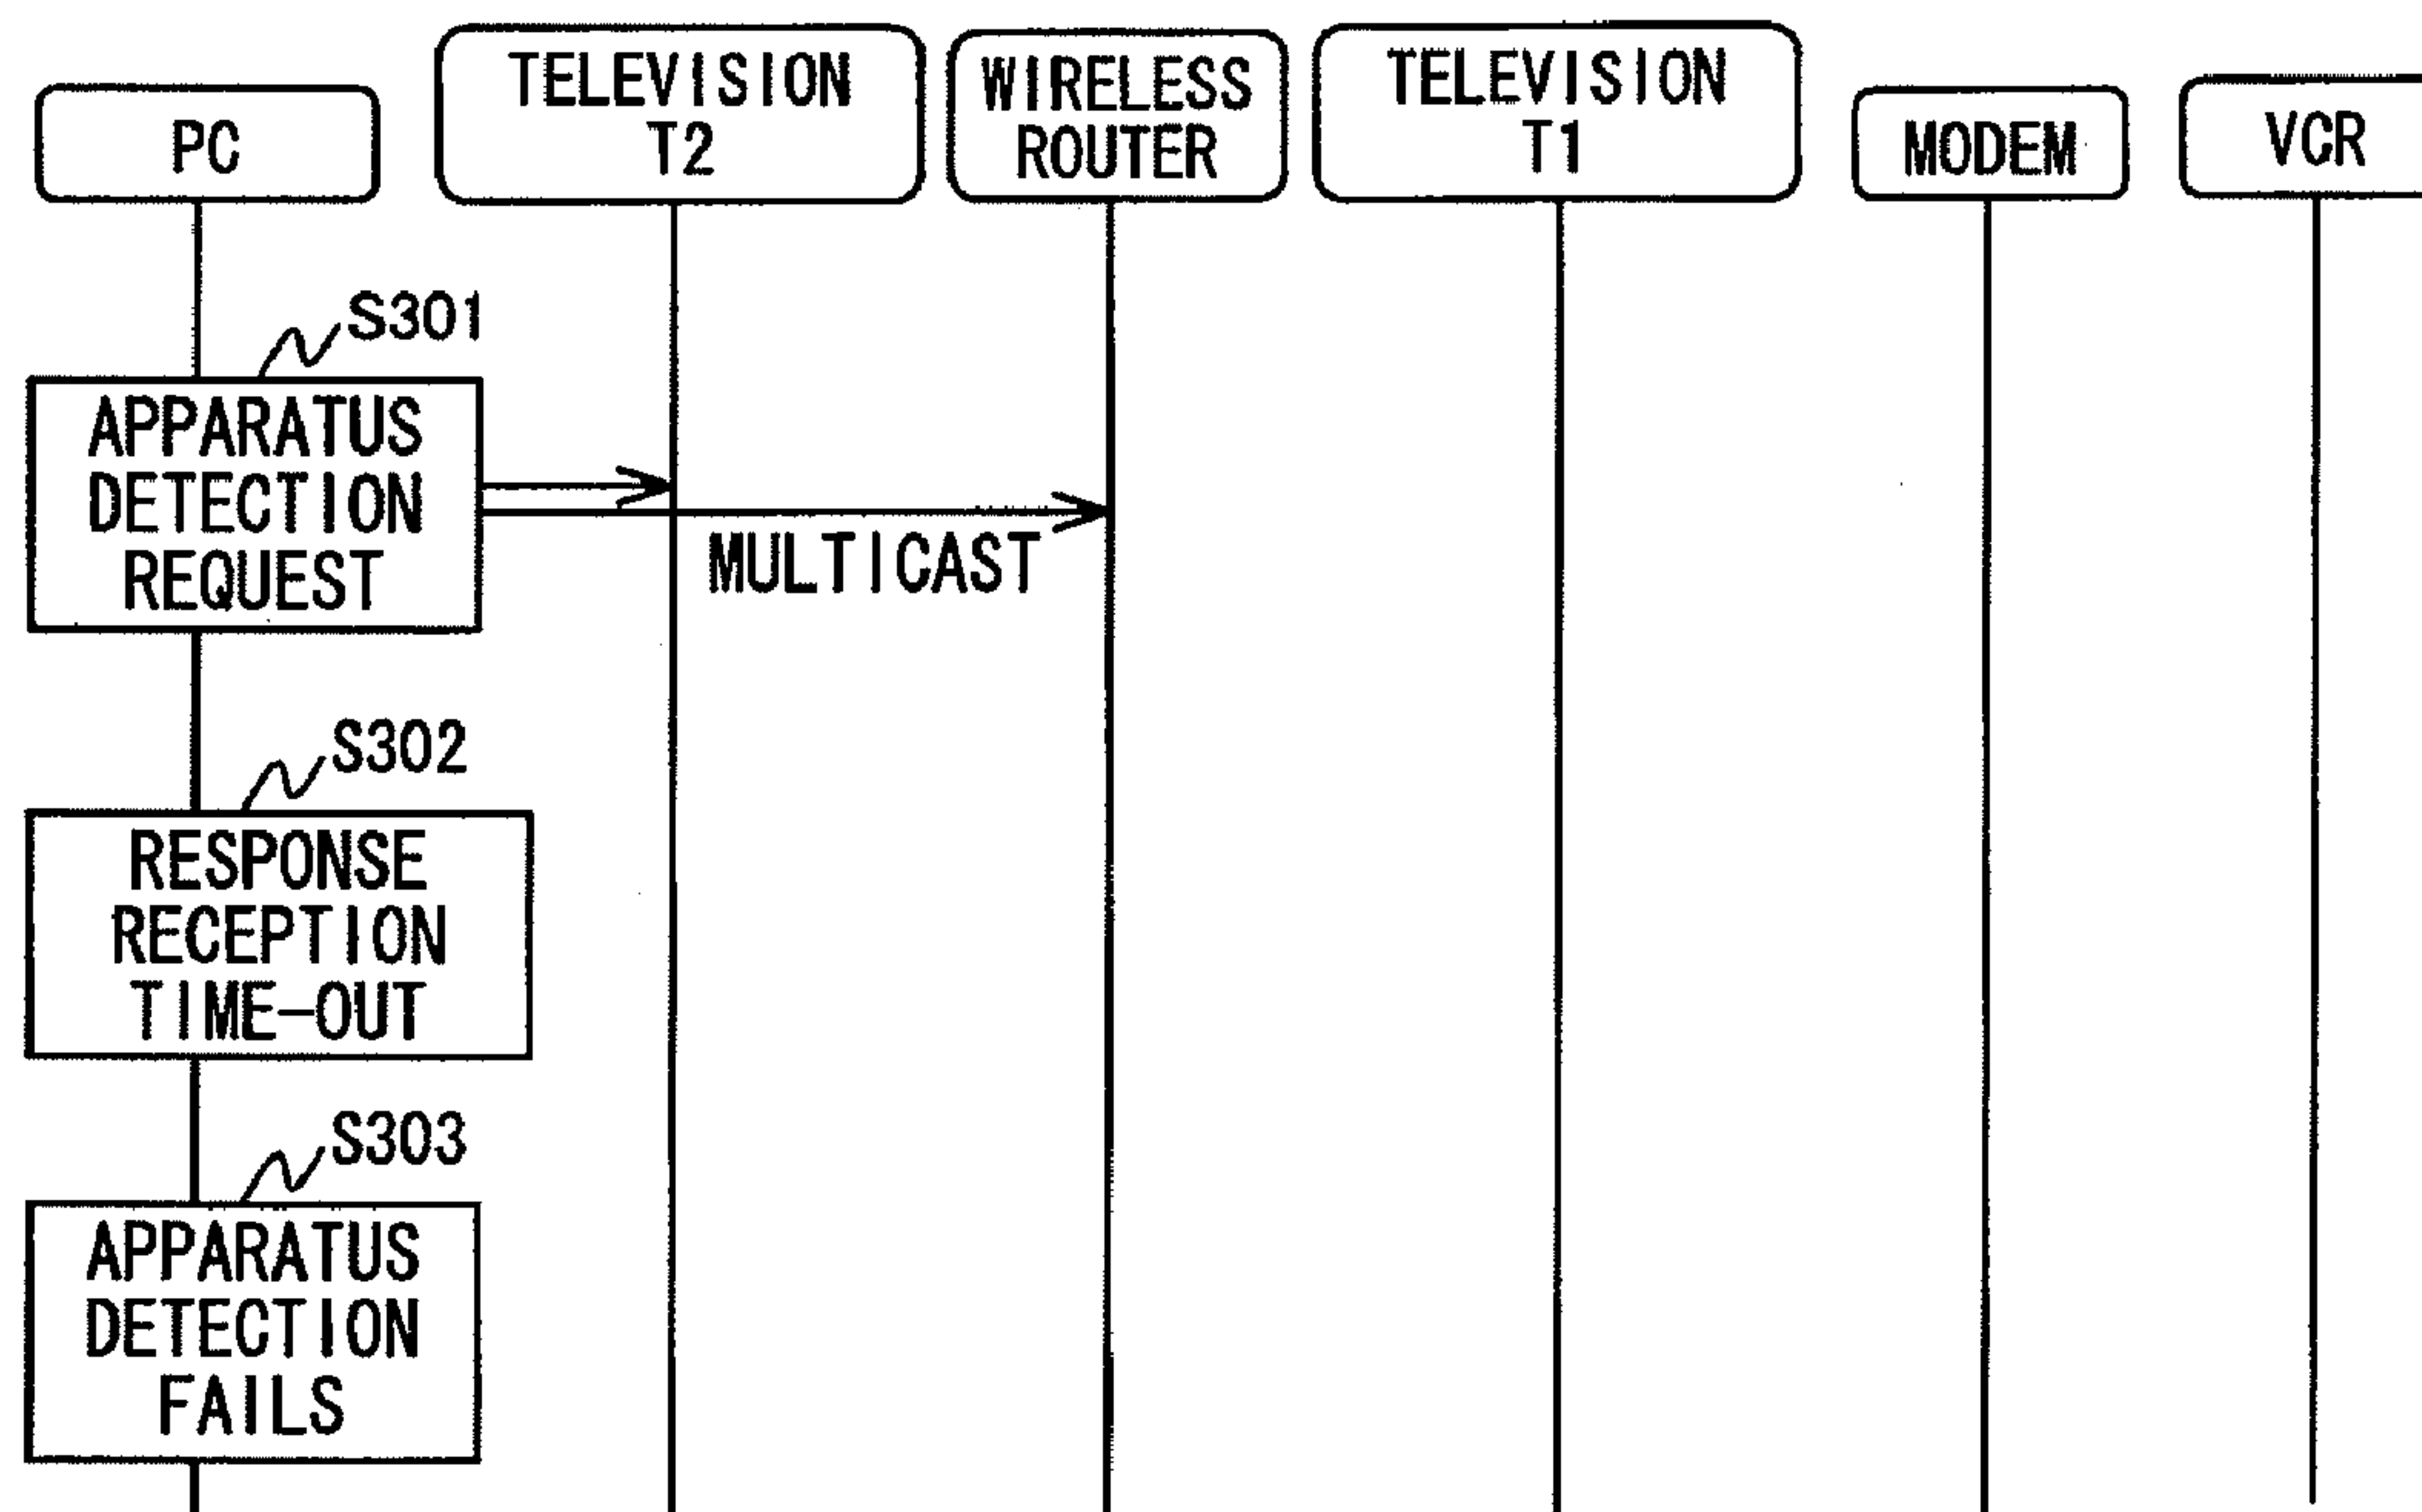 PC
TELEVISION
T2
WIRELESS
ROUTER
TELEVISION
T1
MODEM
VCR
S301
APPARATUS
DETECTION
REQUEST
MULTICAST
S302
RESPONSE
RECEPTION
TIME-OUT
S303
APPARATUS
DETECTION
FAILS